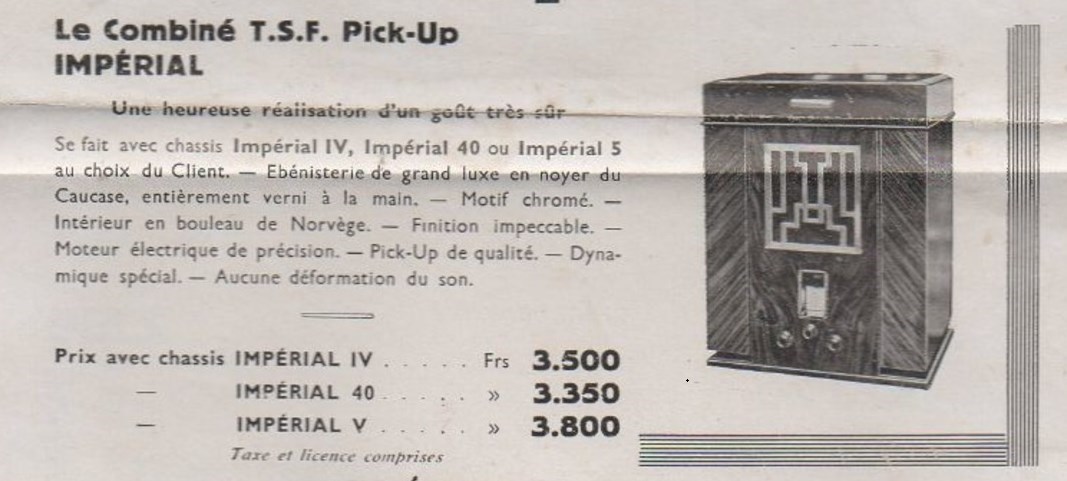 Le Combiné T.S.F. Pick-Up
IMPÉRIAL
Une heureuse réalisation d'un goût très sûr
Se fait avec chassis Impérial IV, Impérial 40 ou Impérial 5
au choix du Client. — Ebénisterie de grand luxe en noyer du
Caucase, entièrement verni à la main. — Motif chromé. —
Intérieur en bouleau de Norvège. — Finition impeccable. —
Moteur électrique de précision. — Pick-Up de qualité. — Dyna-
mique spécial. — Aucune déformation du son.
Prix avec chassis IMPÉRIAL IV . . . . . Frs 3.500
— IMPÉRIAL 40 . . . . . » 3.350
— IMPÉRIAL V . . . . . » 3.800
Taxe et licence comprises